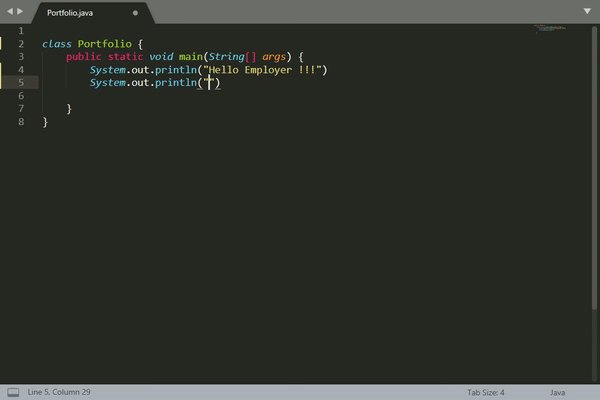 Portfolio.java
1
2 class Portfolio {
3 public static void main(String[] args) {
4 System.out.println("Hello Employer !!!")
5 System.out.println("")
6
7 }
8 }
Line 5, Column 29 Tab Size: 4 Java